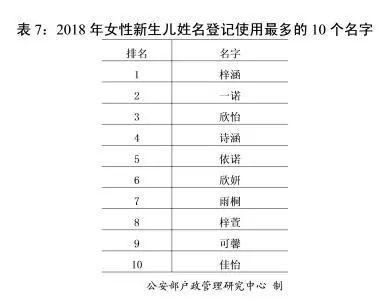 表 7：2018 年女性新生儿姓名登记使用最多的 10 个名字
排名 名字
1 梓涵
2 一诺
3 欣怡
4 诗涵
5 依诺
6 欣妍
7 雨桐
8 梓萱
9 可馨
10 佳怡
公安部户政管理研究中心 制